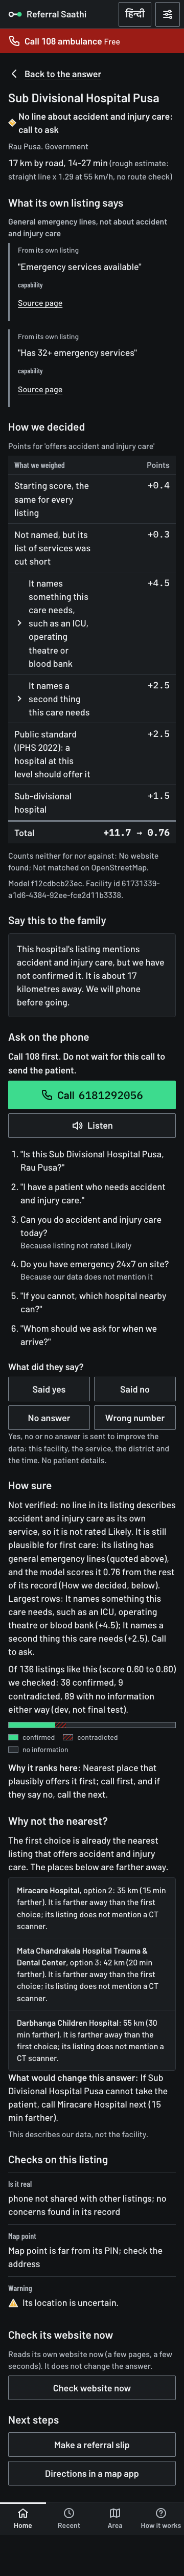 Referral Saathi
हिन्दी
Call 108 ambulance Free
Back to the answer
Sub Divisional Hospital Pusa
No line about accident and injury care:
call to ask
Rau Pusa. Government
17 km by road, 14-27 min (rough estimate:
straight line x 1.29 at 55 km/h, no route check)
What its own listing says
General emergency lines, not about accident
and injury care
From its own listing
"Emergency services available"
capability
Source page
From its own listing
"Has 32+ emergency services"
capability
Source page
How we decided
Points for 'offers accident and injury care'
What we weighed Points
Starting score, the +0.4
same for every
listing
Not named, but its +0.3
list of services was
cut short
It names +4.5
something this
care needs,
such as an ICU,
operating
theatre or
blood bank
It names a +2.5
second thing
this care needs
Public standard +2.5
(IPHS 2022): a
hospital at this
level should offer it
Sub-divisional +1.5
hospital
Total +11.7 → 0.76
Counts neither for nor against: No website
found; Not matched on OpenStreetMap.
Model f12cdbcb23ec. Facility id 61731339-
a1d6-4384-92ee-fce2d11b3338.
Say this to the family
This hospital's listing mentions
accident and injury care, but we have
not confirmed it. It is about 17
kilometres away. We will phone
before going.
Ask on the phone
Call 108 first. Do not wait for this call to
send the patient.
Call 6181292056
Listen
1. "Is this Sub Divisional Hospital Pusa,
Rau Pusa?"
2. "I have a patient who needs accident
and injury care."
3. Can you do accident and injury care
today?
Because listing not rated Likely
4. Do you have emergency 24x7 on site?
Because our data does not mention it
5. "If you cannot, which hospital nearby
can?"
6. "Whom should we ask for when we
arrive?"
What did they say?
Said yes
Said no
No answer
Wrong number
Yes, no or no answer is sent to improve the
data: this facility, the service, the district and
the time. No patient details.
How sure
Not verified: no line in its listing describes
accident and injury care as its own
service, so it is not rated Likely. It is still
plausible for first care: its listing has
general emergency lines (quoted above),
and the model scores it 0.76 from the rest
of its record (How we decided, below).
Largest rows: It names something this
care needs, such as an ICU, operating
theatre or blood bank (+4.5); It names a
second thing this care needs (+2.5). Call
to ask.
Of 136 listings like this (score 0.60 to 0.80)
we checked: 38 confirmed, 9
contradicted, 89 with no information
either way (dev, not final test).
confirmed contradicted
no information
Why it ranks here: Nearest place that
plausibly offers it first; call first, and if
they say no, call the next.
Why not the nearest?
The first choice is already the nearest
listing that offers accident and injury
care. The places below are farther away.
Miracare Hospital, option 2: 35 km (15 min
farther). It is farther away than the first
choice; its listing does not mention a CT
scanner.
Mata Chandrakala Hospital Trauma &
Dental Center, option 3: 42 km (20 min
farther). It is farther away than the first
choice; its listing does not mention a CT
scanner.
Darbhanga Children Hospital: 55 km (30
min farther). It is farther away than the
first choice; its listing does not mention a
CT scanner.
What would change this answer: If Sub
Divisional Hospital Pusa cannot take the
patient, call Miracare Hospital next (15
min farther).
This describes our data, not the facility.
Checks on this listing
Is it real
phone not shared with other listings; no
concerns found in its record
Map point
Map point is far from its PIN; check the
address
Warning
Its location is uncertain.
Check its website now
Reads its own website now (a few pages, a few
seconds). It does not change the answer.
Check website now
Next steps
Make a referral slip
Directions in a map app
Home Recent Area How it works